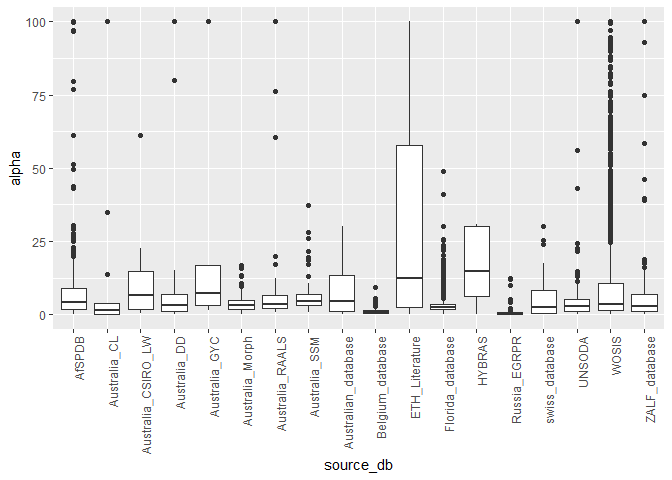 100
75
50
25
0
alpha
AfSPDB
Australia_CL
Australia_CSIRO_LW
Australia_DD
Australia_GYC
Australia_Morph
Australia_RAALS
Australia_SSM
Australian_database
Belgium_database
ETH_Literature
Florida_database
HYBRAS
Russia_EGRPR
swiss_database
UNSODA
WOSIS
ZALF_database
source_db